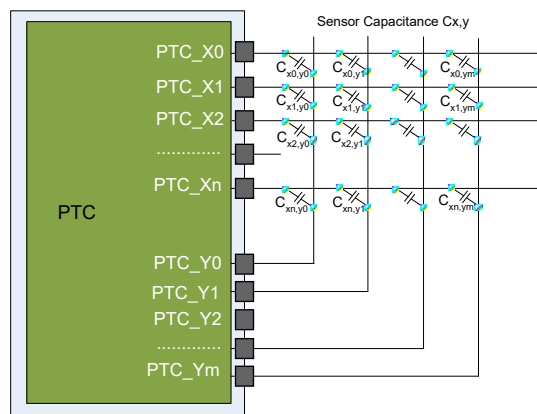 Sensor Capacitance Cx,y
PTC_X0
Cx0,y0 Cx0,y1 Cx0,ym
PTC_X1
Cx1,y0 Cx1,y1 Cx1,ym
PTC_X2
Cx2,y0 Cx2,y1
.............
PTC_Xn
Cxn,y0 Cxn,y1 Cxn,ym
PTC
PTC_Y0
PTC_Y1
PTC_Y2
.............
PTC_Ym